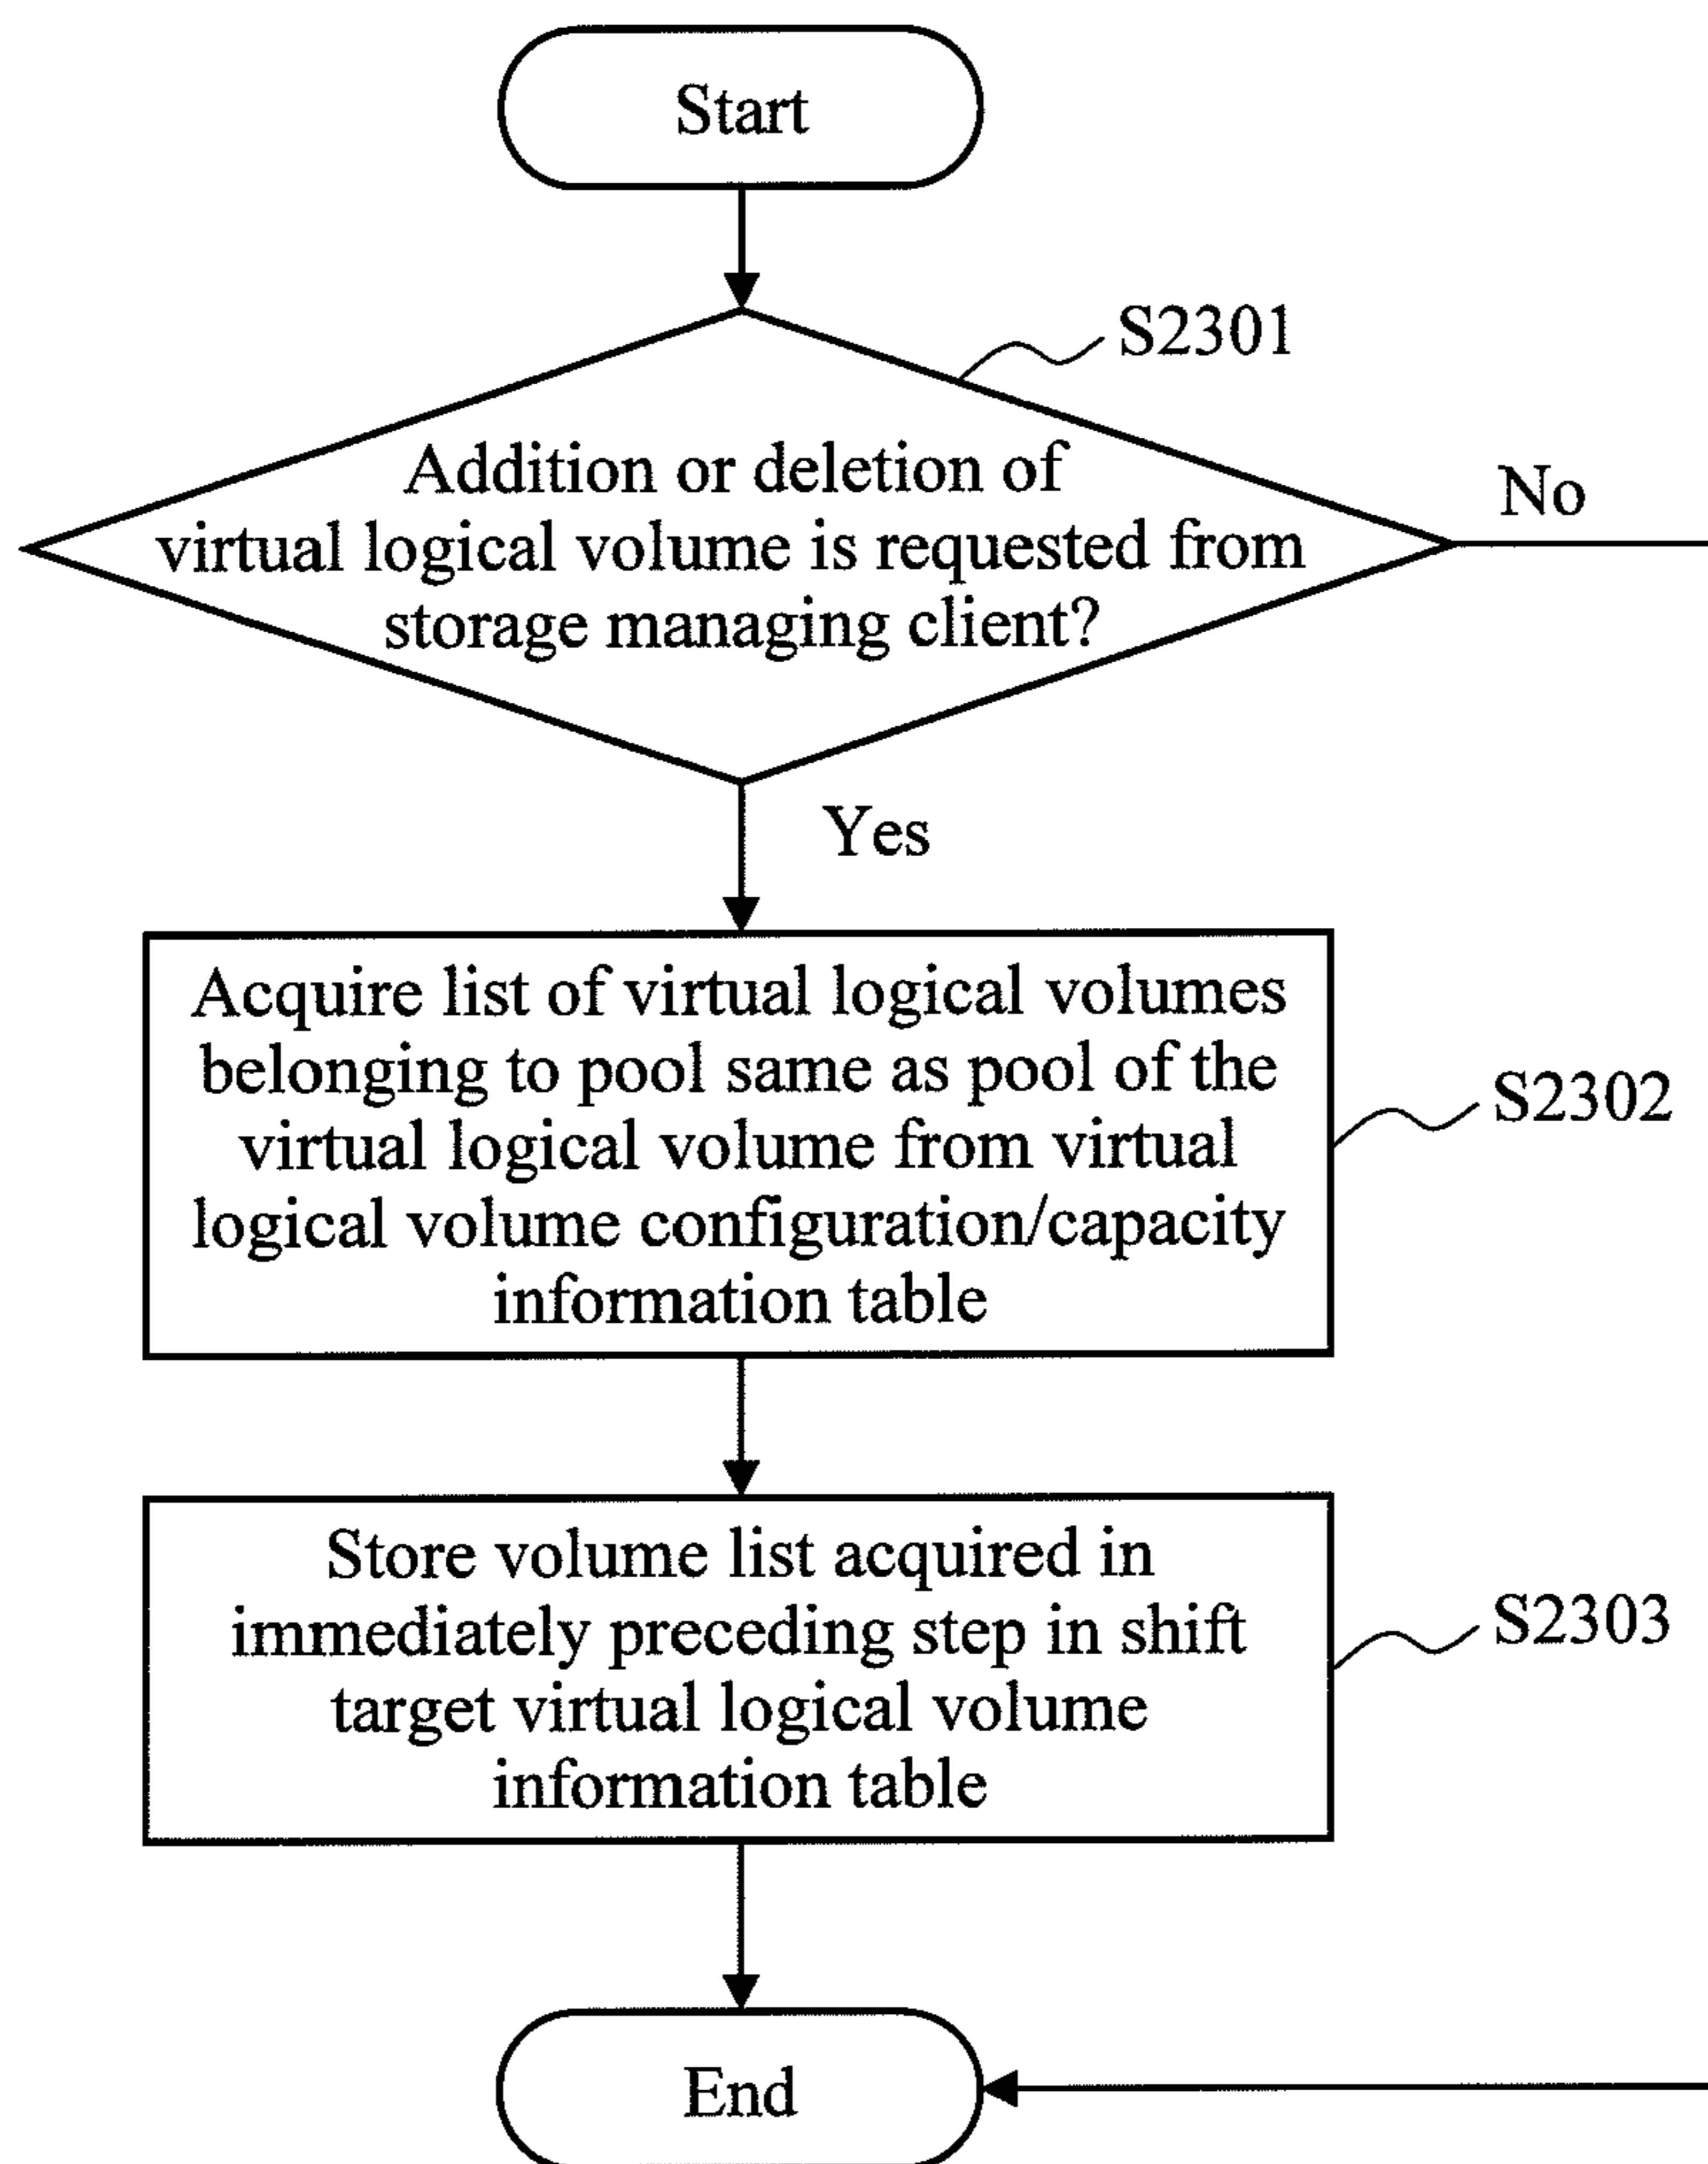 Start
S2301
Addition or deletion of
virtual logical volume is requested from
storage managing client?
No
Yes
Acquire list of virtual logical volumes
belonging to pool same as pool of the
virtual logical volume from virtual
logical volume configuration/capacity
information table
S2302
Store volume list acquired in
immediately preceding step in shift
target virtual logical volume
information table
S2303
End